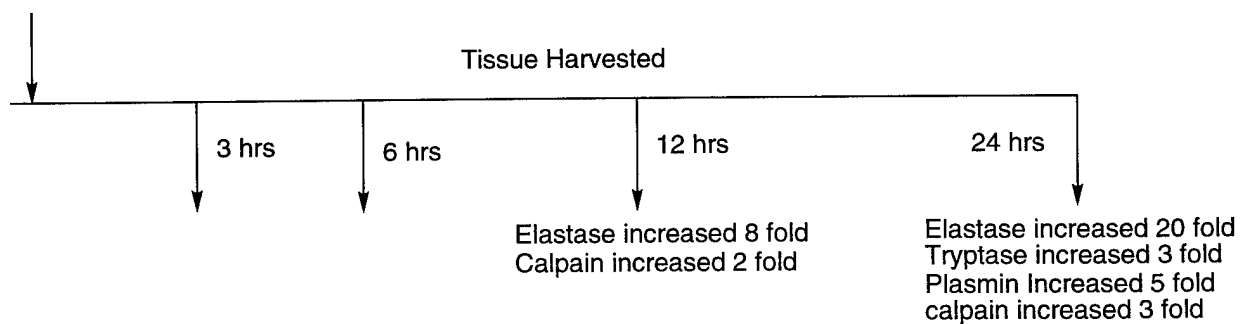 Tissue Harvested
3 hrs
6 hrs
12 hrs
24 hrs
Elastase increased 8 fold
Calpain increased 2 fold
Elastase increased 20 fold
Tryptase increased 3 fold
Plasmin Increased 5 fold
calpain increased 3 fold